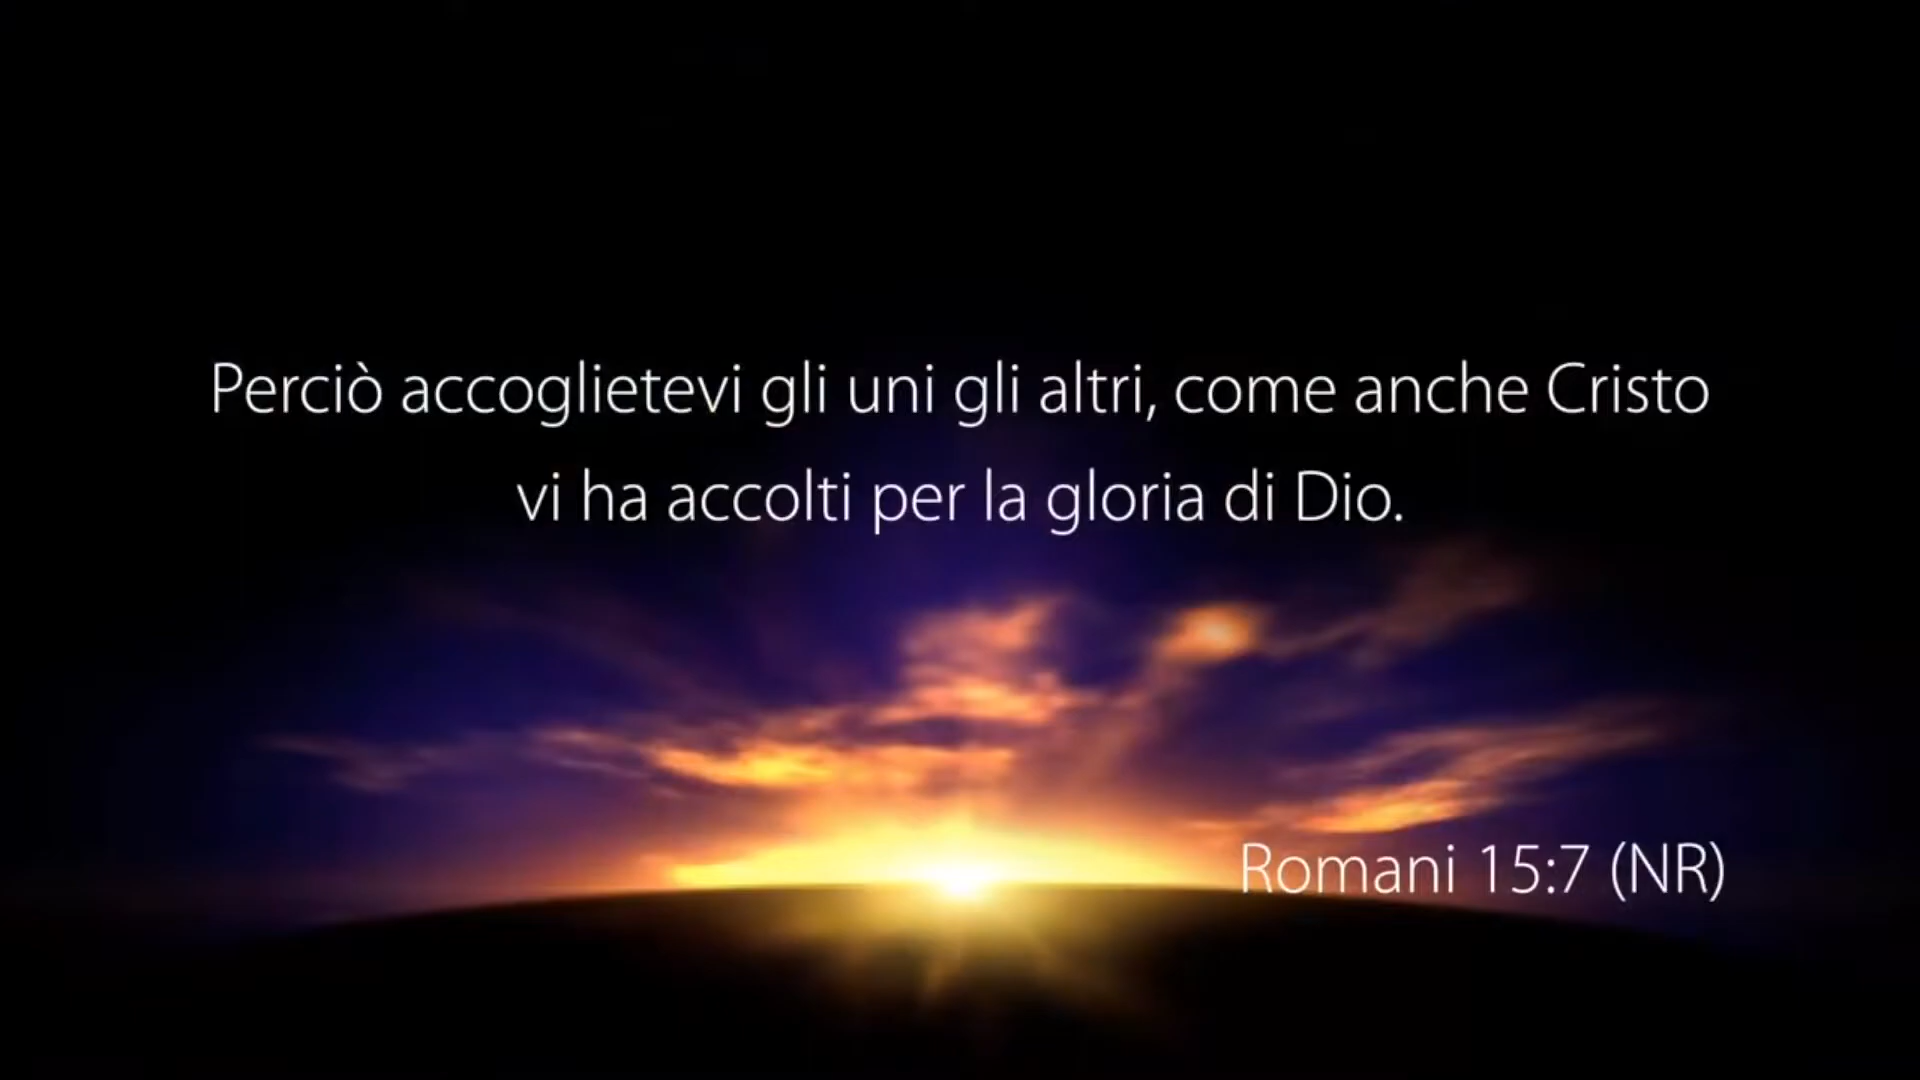 Perciò accoglietevi gli uni gli altri, come anche Cristo
vi ha accolti per la gloria di Dio.
Romani 15:7 (NR)